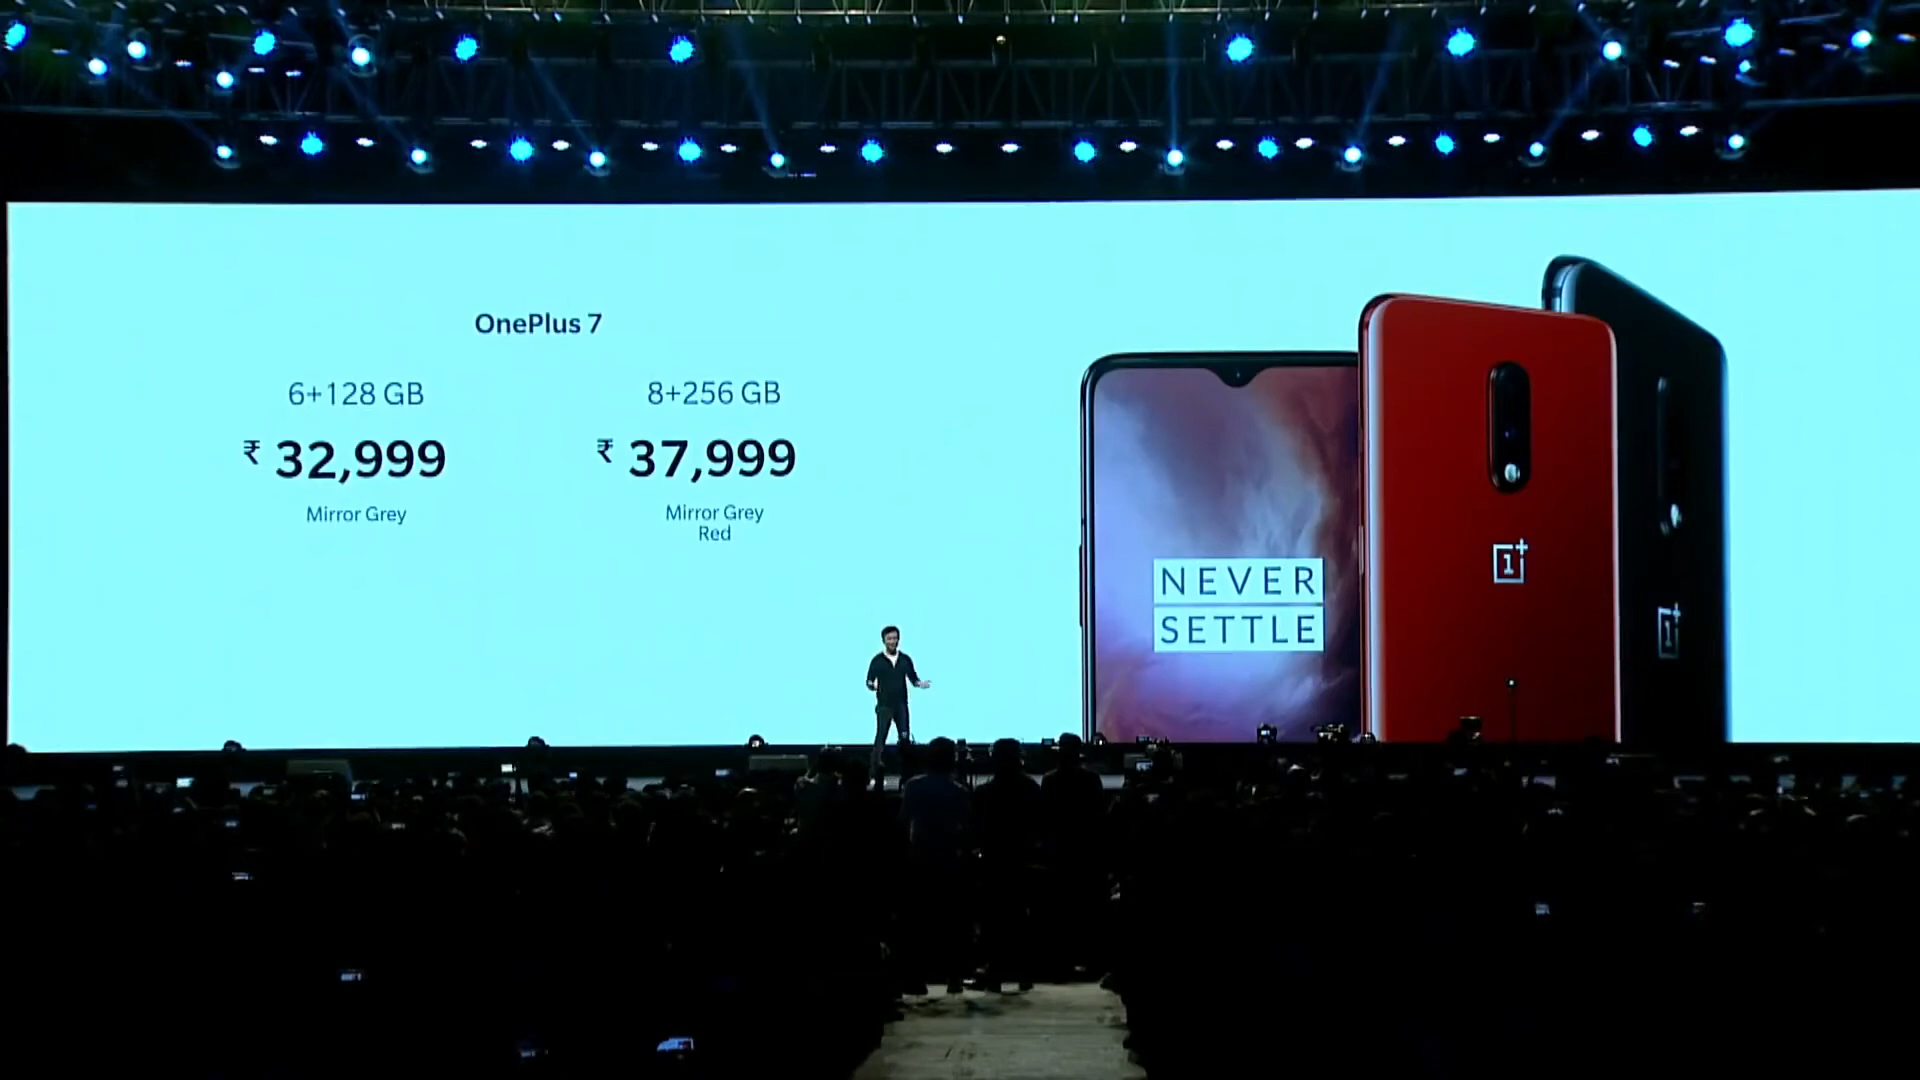 OnePlus 7
6+128 GB
₹ 32,999
Mirror Grey
8+256 GB
₹ 37,999
Mirror Grey
Red
NEVER
SETTLE